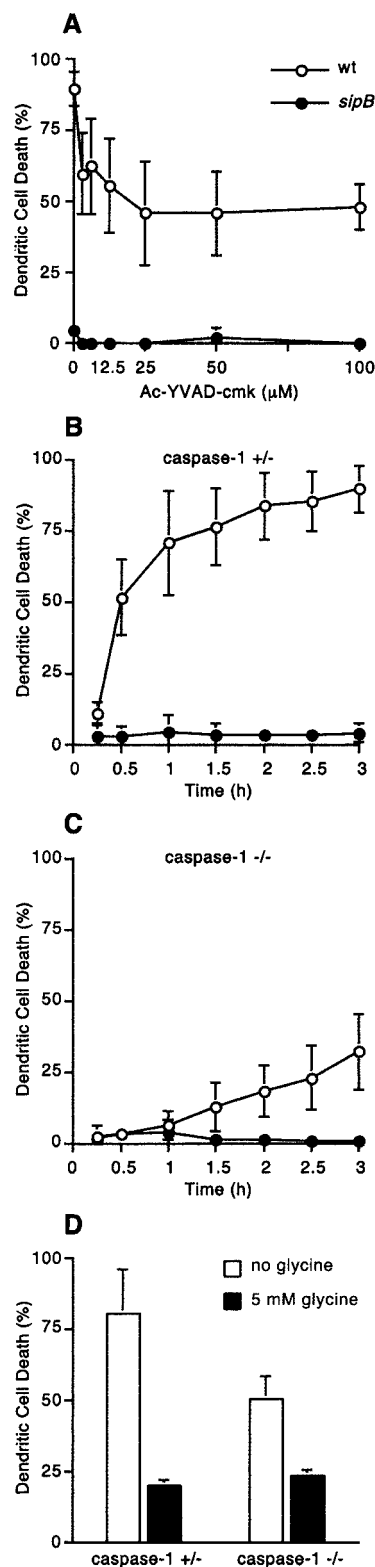 A
100
75
50
25
0
Dendritic Cell Death (%)
wt
sipB
0 12.5 25 50 100
Ac-YVAD-cmk (μM)
B
caspase-1 +/-
100
75
50
25
0
Dendritic Cell Death (%)
0 0.5 1 1.5 2 2.5 3
Time (h)
C
caspase-1 -/-
100
75
50
25
0
Dendritic Cell Death (%)
0 0.5 1 1.5 2 2.5 3
Time (h)
D
100
75
50
25
0
Dendritic Cell Death (%)
no glycine
5 mM glycine
caspase-1 +/- caspase-1 -/-